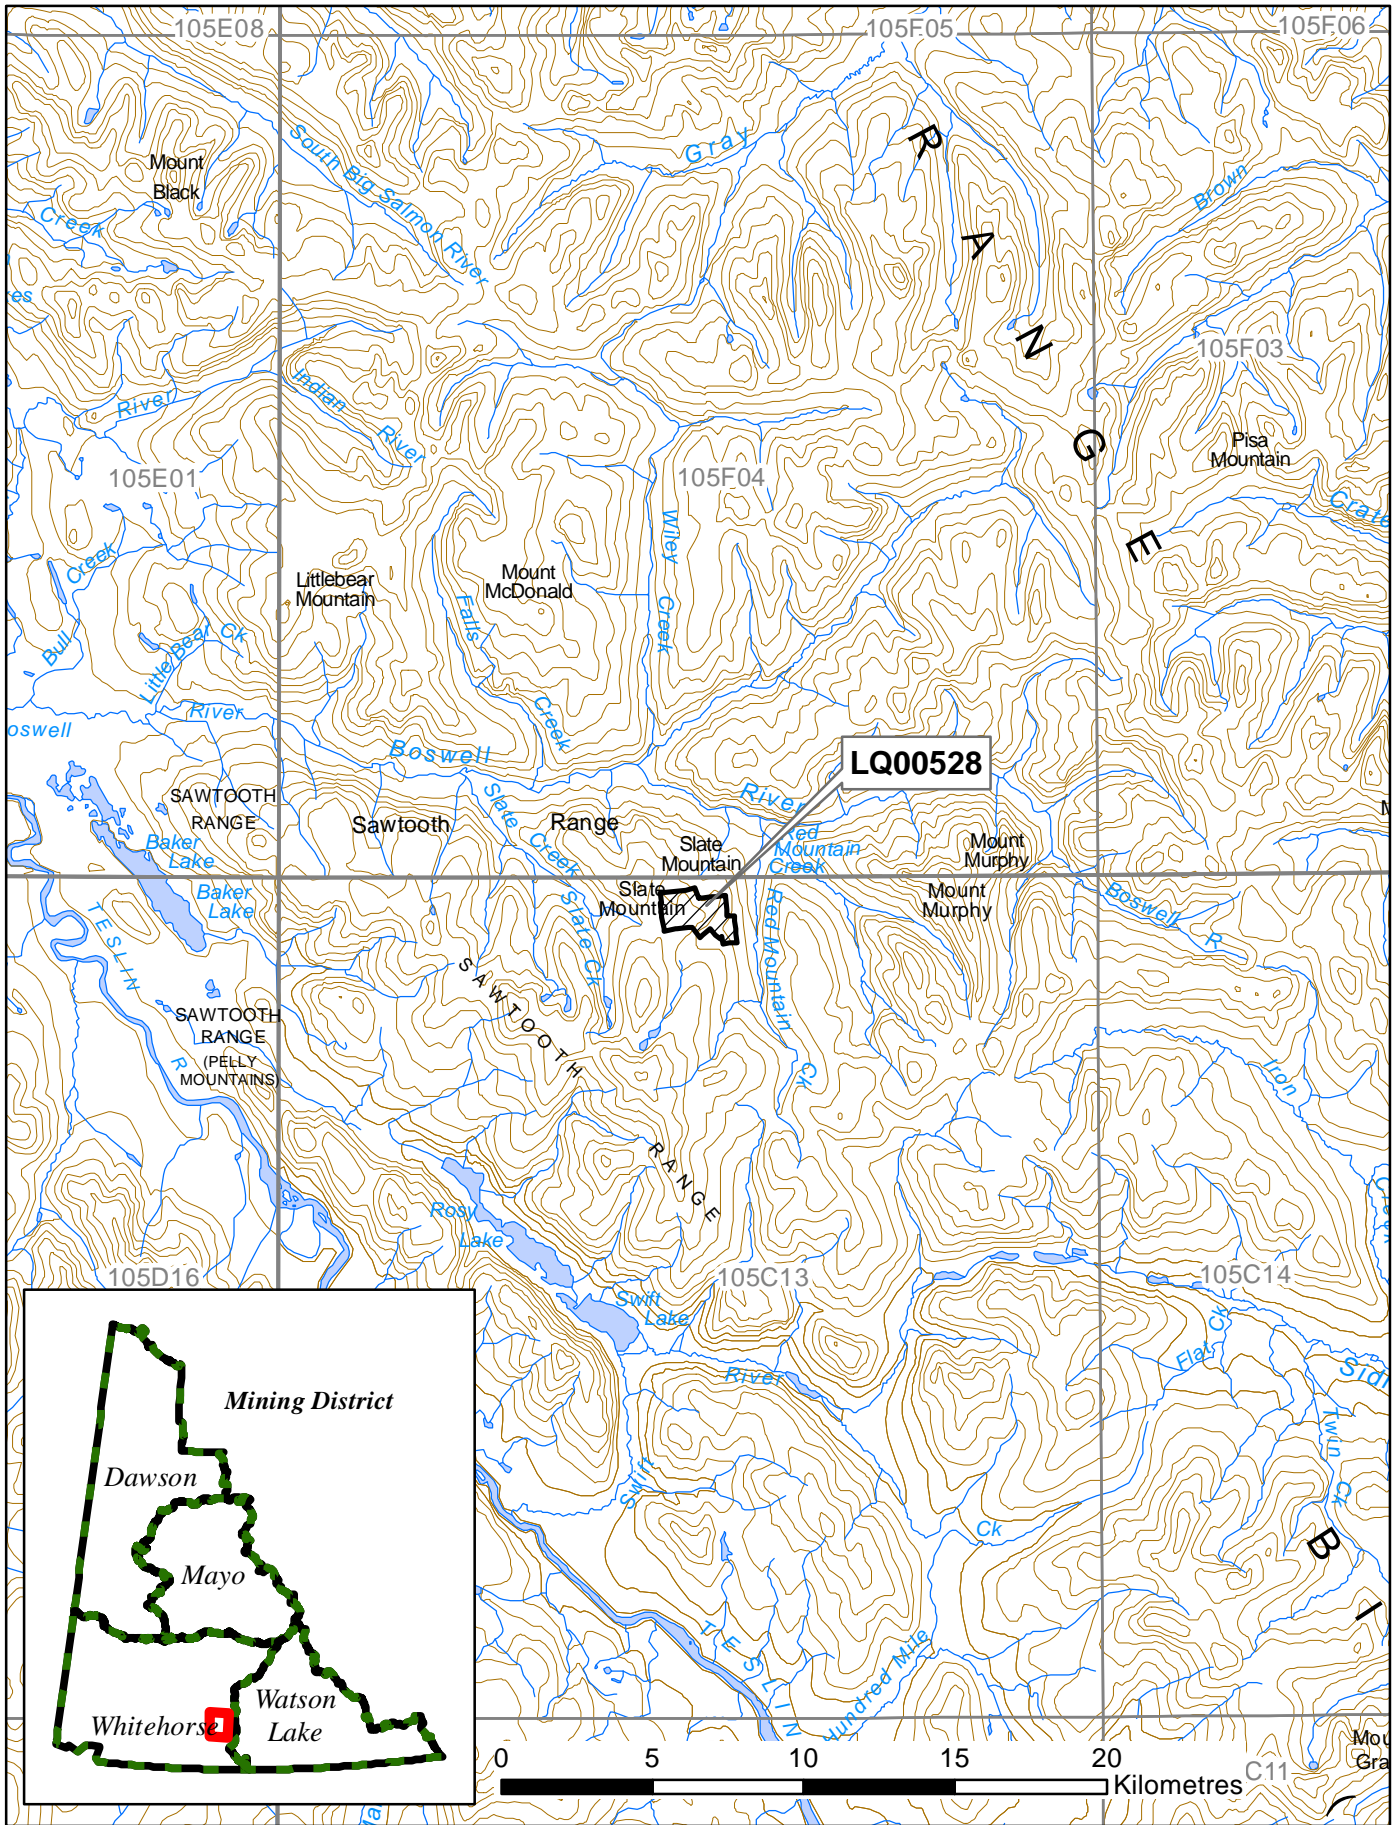 105E08
105F05
105F06
Mount
Black
South Big Salmon River
Gray
R
A
N
G
E
Brown
Creek
105F03
River
Indian
River
Pisa
Mountain
105E01
105F04
Wiley
Creek
Creek
Bull
Littlebear
Mountain
Mount
McDonald
Falls
Creek
Little Bear Ck
River
Boswell
LQ00528
River
SAWTOOTH
RANGE
Sawtooth
Range
Slate
Creek
Slate
Mountain
Red
Mountain
Creek
Mount
Murphy
Baker
Lake
Baker
Lake
Slate
Mountain
Slate Ck
Red Mountain
Ck
Mount
Murphy
Boswell
R
TESLIN
R
SAWTOOTH
RANGE
(PELLY
MOUNTAINS)
SAWTOOTH
RANGE
Iron
Rosy
Lake
105D16
105C13
105C14
Swift
Lake
River
Flat Ck
Twin Ck
Swift
Ck
B
I
TESLIN
Hundred Mile
Mining District
Dawson
Mayo
Watson
Lake
Whitehorse
0 5 10 15 20
Kilometres
C11